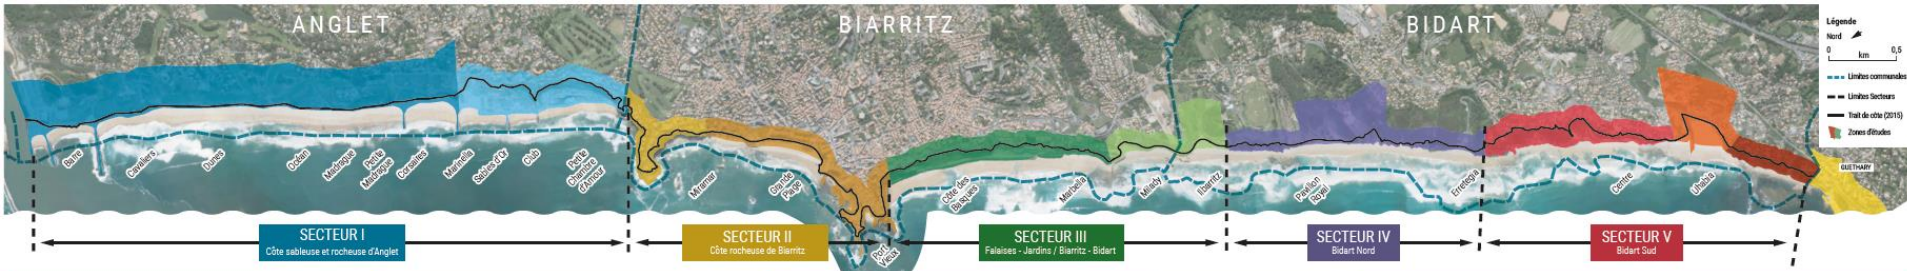 ANGLET
BIARRITZ
BIDART
Légende
Nord
0
0,5
km
Limites communales
Limites Secteurs
Trait de côte (2015)
Zones d'études
GUETHARY
Barre
Cavaliers
Dunes
Océan
Madrague
Petite
Madrague
Corsaires
Marinella
Sables d'Or
Club
Petite
Chambre
d'Amour
Miramar
Grande
Plage
Port
Vieux
Côte des
Basques
Marbella
Milady
Ilbarritz
Pavillon
Royal
Erretegia
Centre
Uhabia
SECTEUR I
Côte sableuse et rocheuse d'Anglet
SECTEUR II
Côte rocheuse de Biarritz
SECTEUR III
Falaises - Jardins / Biarritz - Bidart
SECTEUR IV
Bidart Nord
SECTEUR V
Bidart Sud